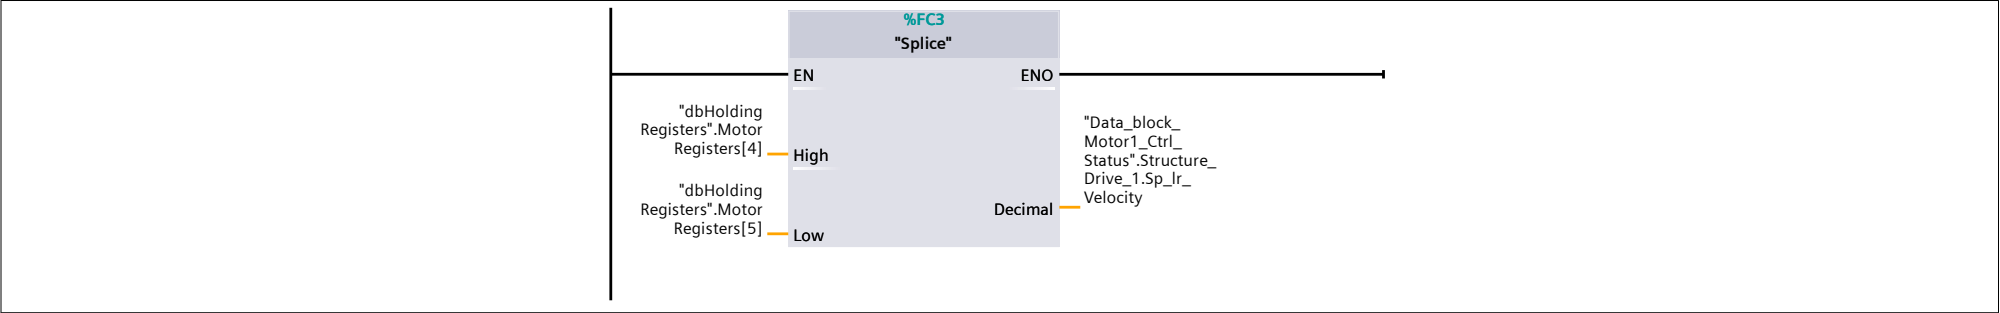 %FC3
"Splice"
EN
ENO
"dbHolding
Registers".Motor
Registers[4]
High
"dbHolding
Registers".Motor
Registers[5]
Low
"Data_block_
Motor1_Ctrl_
Status".Structure_
Drive_1.Sp_lr_
Velocity
Decimal